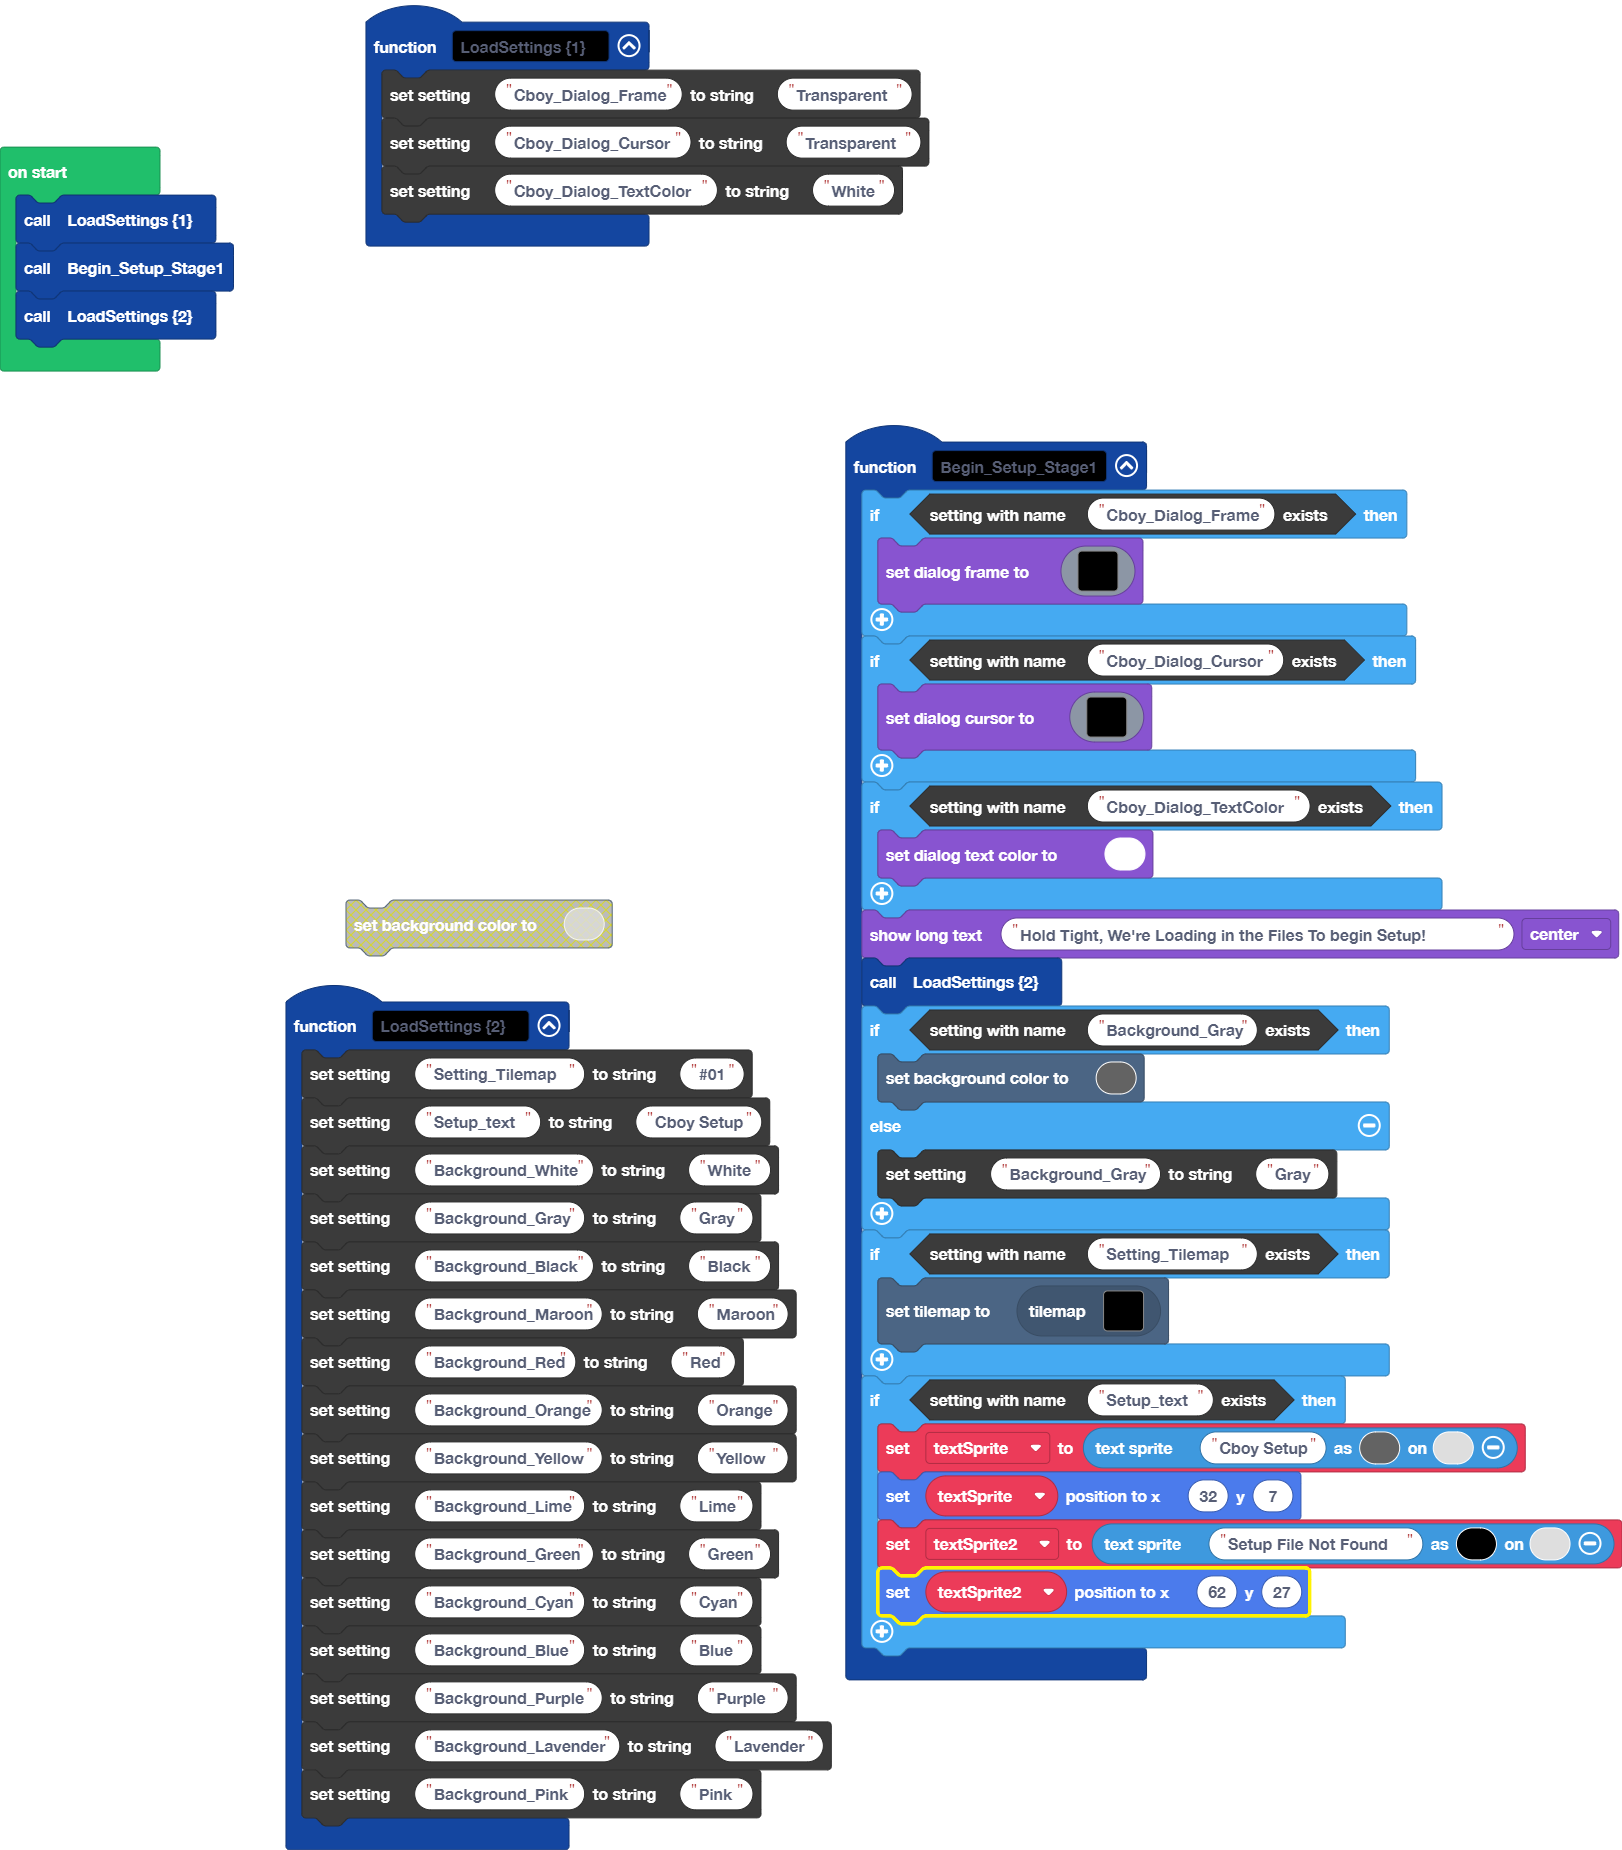 function LoadSettings {1}
set setting "Cboy_Dialog_Frame" to string "Transparent"
set setting "Cboy_Dialog_Cursor" to string "Transparent"
set setting "Cboy_Dialog_TextColor" to string "White"
on start
call LoadSettings {1}
call Begin_Setup_Stage1
call LoadSettings {2}
function Begin_Setup_Stage1
if setting with name "Cboy_Dialog_Frame" exists then
set dialog frame to
if setting with name "Cboy_Dialog_Cursor" exists then
set dialog cursor to
if setting with name "Cboy_Dialog_TextColor" exists then
set dialog text color to
show long text "Hold Tight, We're Loading in the Files To begin Setup!" center
call LoadSettings {2}
if setting with name "Background_Gray" exists then
set background color to
else
set setting "Background_Gray" to string "Gray"
if setting with name "Setting_Tilemap" exists then
set tilemap to tilemap
if setting with name "Setup_text" exists then
set textSprite to text sprite "Cboy Setup" as on
set textSprite position to x 32 y 7
set textSprite2 to text sprite "Setup File Not Found" as on
set textSprite2 position to x 62 y 27
set background color to
function LoadSettings {2}
set setting "Setting_Tilemap" to string "#01"
set setting "Setup_text" to string "Cboy Setup"
set setting "Background_White" to string "White"
set setting "Background_Gray" to string "Gray"
set setting "Background_Black" to string "Black"
set setting "Background_Maroon" to string "Maroon"
set setting "Background_Red" to string "Red"
set setting "Background_Orange" to string "Orange"
set setting "Background_Yellow" to string "Yellow"
set setting "Background_Lime" to string "Lime"
set setting "Background_Green" to string "Green"
set setting "Background_Cyan" to string "Cyan"
set setting "Background_Blue" to string "Blue"
set setting "Background_Purple" to string "Purple"
set setting "Background_Lavender" to string "Lavender"
set setting "Background_Pink" to string "Pink"